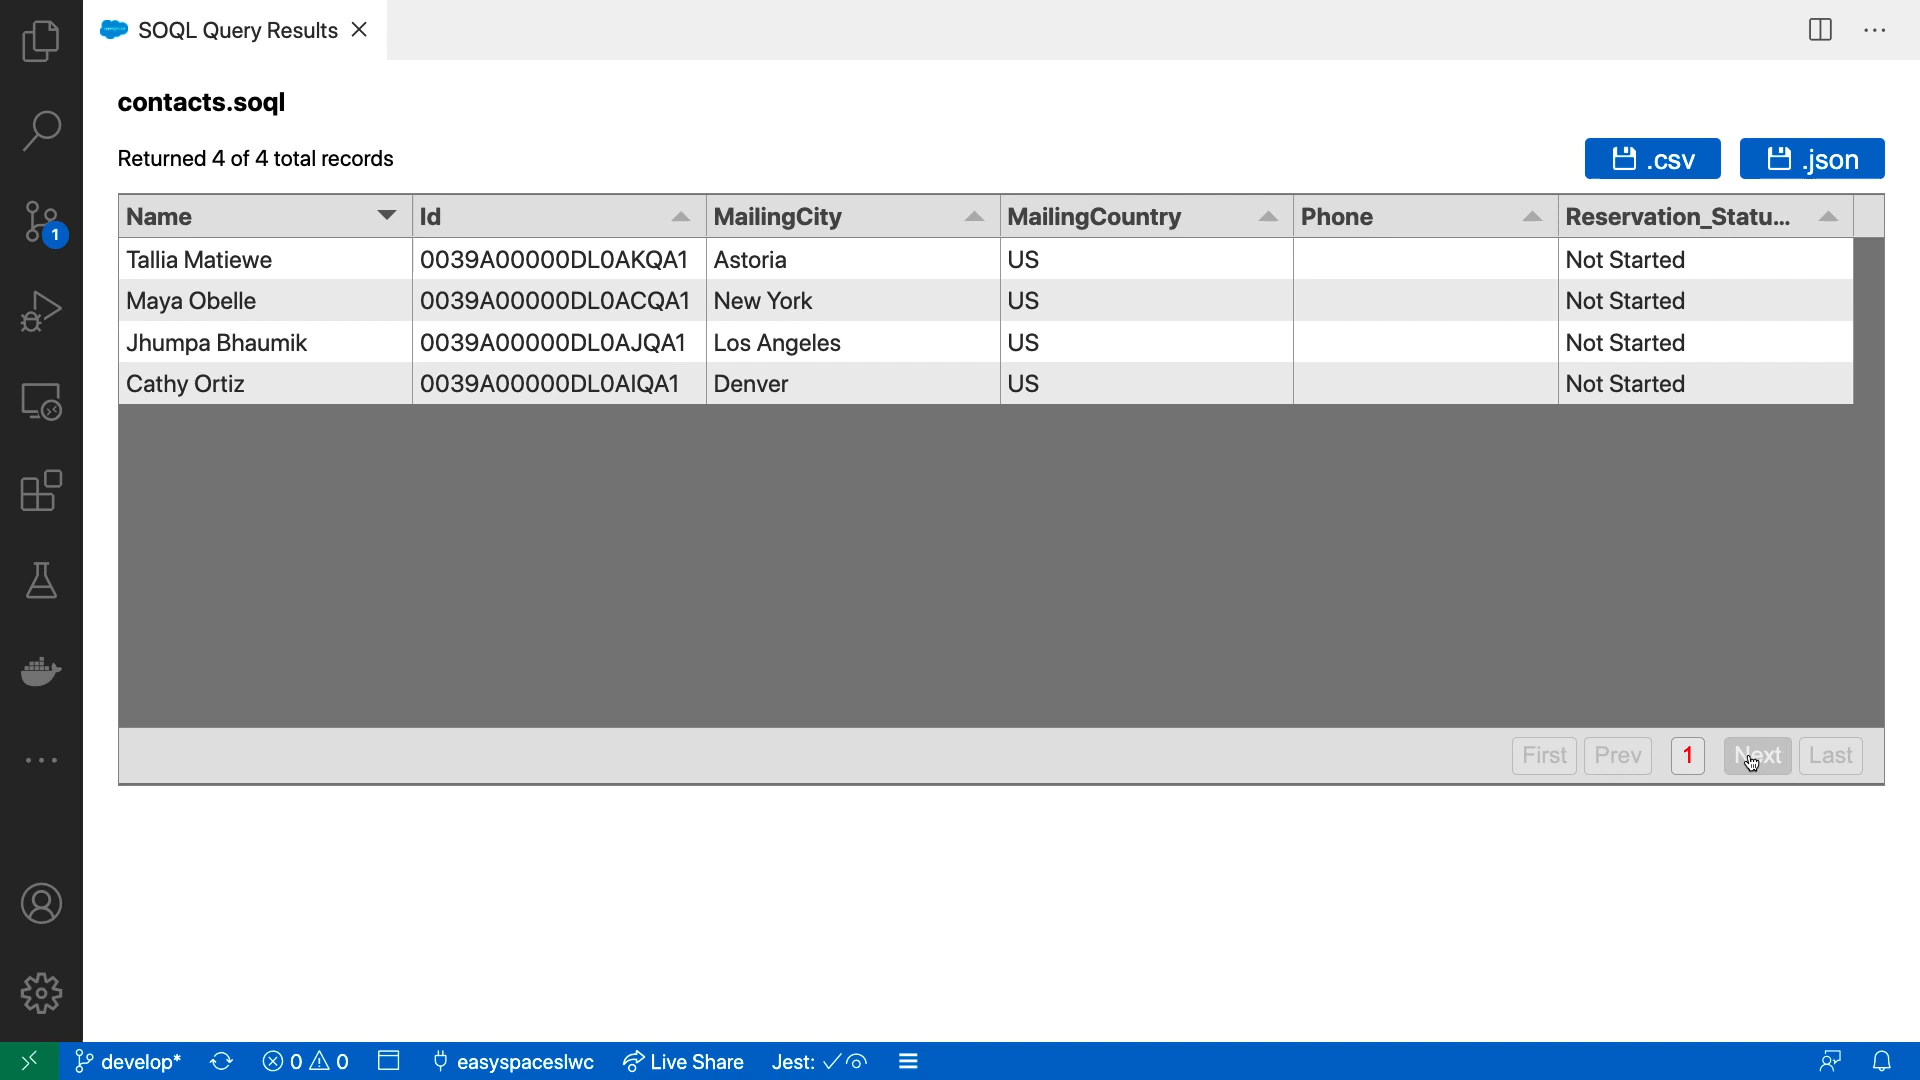 SOQL Query Results
contacts.soql
Returned 4 of 4 total records
.csv .json
Name Id MailingCity MailingCountry Phone Reservation_Statu...
Tallia Matiewe 0039A00000DL0AKQA1 Astoria US Not Started
Maya Obelle 0039A00000DL0ACQA1 New York US Not Started
Jhumpa Bhaumik 0039A00000DL0AJQA1 Los Angeles US Not Started
Cathy Ortiz 0039A00000DL0AIQA1 Denver US Not Started
First Prev 1 Next Last
1
develop* 0 0 easyspaceslwc Live Share Jest: